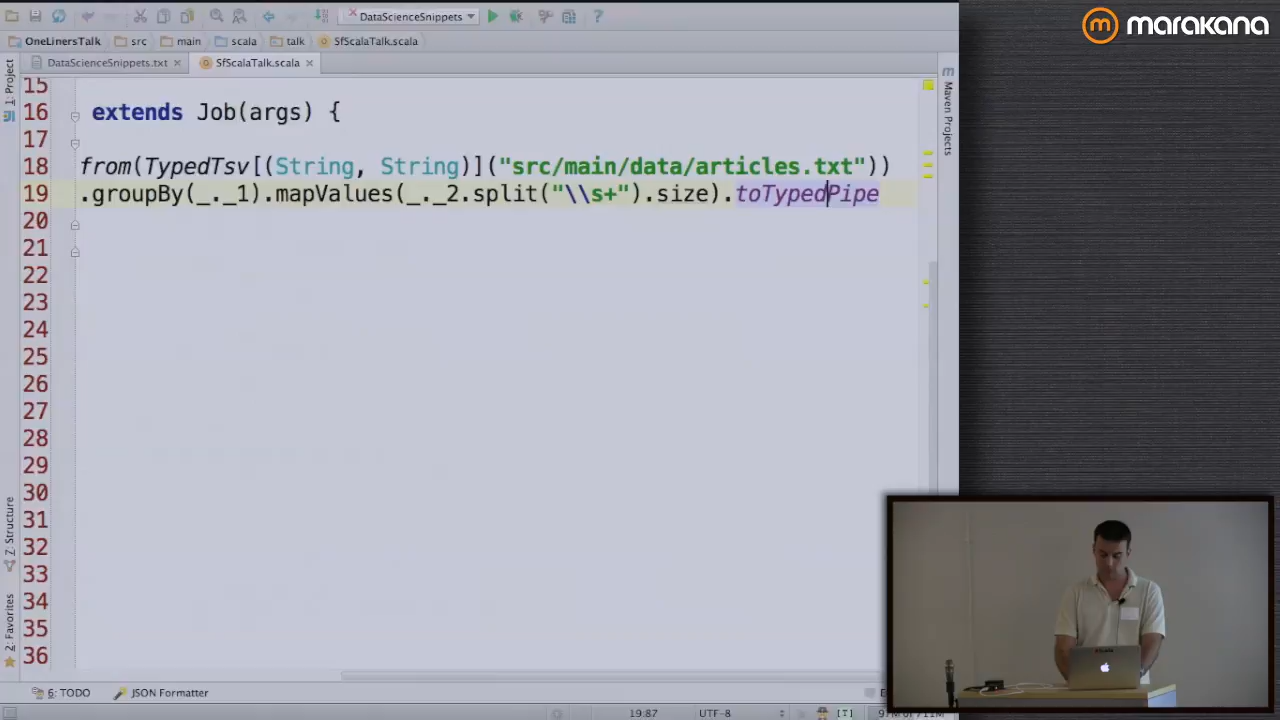 DataScienceSnippets
OneLinersTalk src main scala talk SfScalaTalk.scala
DataScienceSnippets.txt SfScalaTalk.scala
marakana
1: Project
Maven Projects
Z: Structure
2: Favorites
15
16 extends Job(args) {
17
18 from(TypedTsv[(String, String)]("src/main/data/articles.txt"))
19 .groupBy(_._1).mapValues(_._2.split("\\s+").size).toTypedPipe
20
21
22
23
24
25
26
27
28
29
30
31
32
33
34
35
36
6: TODO JSON Formatter
19:87 UTF-8 [T] 97M of 711M